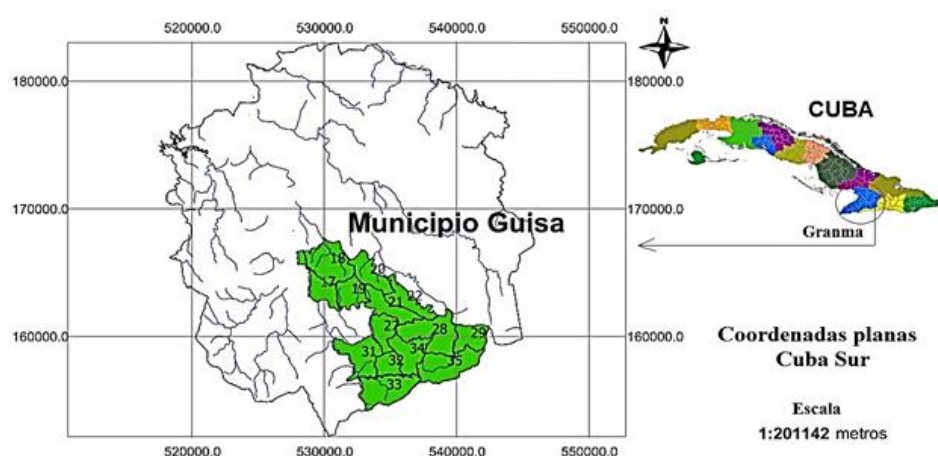 520000.0 530000.0 540000.0 550000.0
180000.0 180000.0
CUBA
170000.0 170000.0
Municipio Guisa
Granma
18
20
17 19
21 22
160000.0 160000.0
27 28 29
31 32 34 35
33
Coordenadas planas
Cuba Sur
Escala
1:201142 metros
520000.0 530000.0 540000.0 550000.0